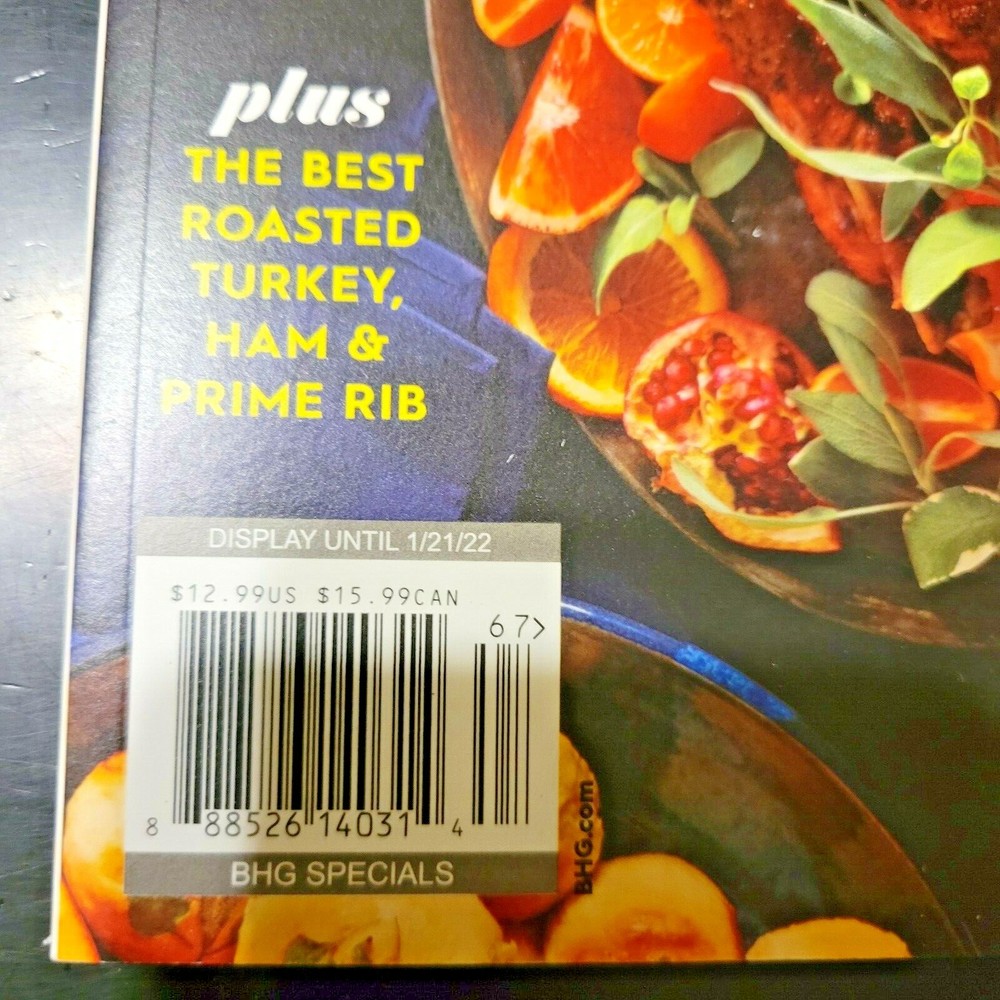 plus
THE BEST
ROASTED
TURKEY,
HAM &
PRIME RIB
DISPLAY UNTIL 1/21/22
$12.99US $15.99CAN
67>
8 88526 14031 4
BHG SPECIALS
BHG.com